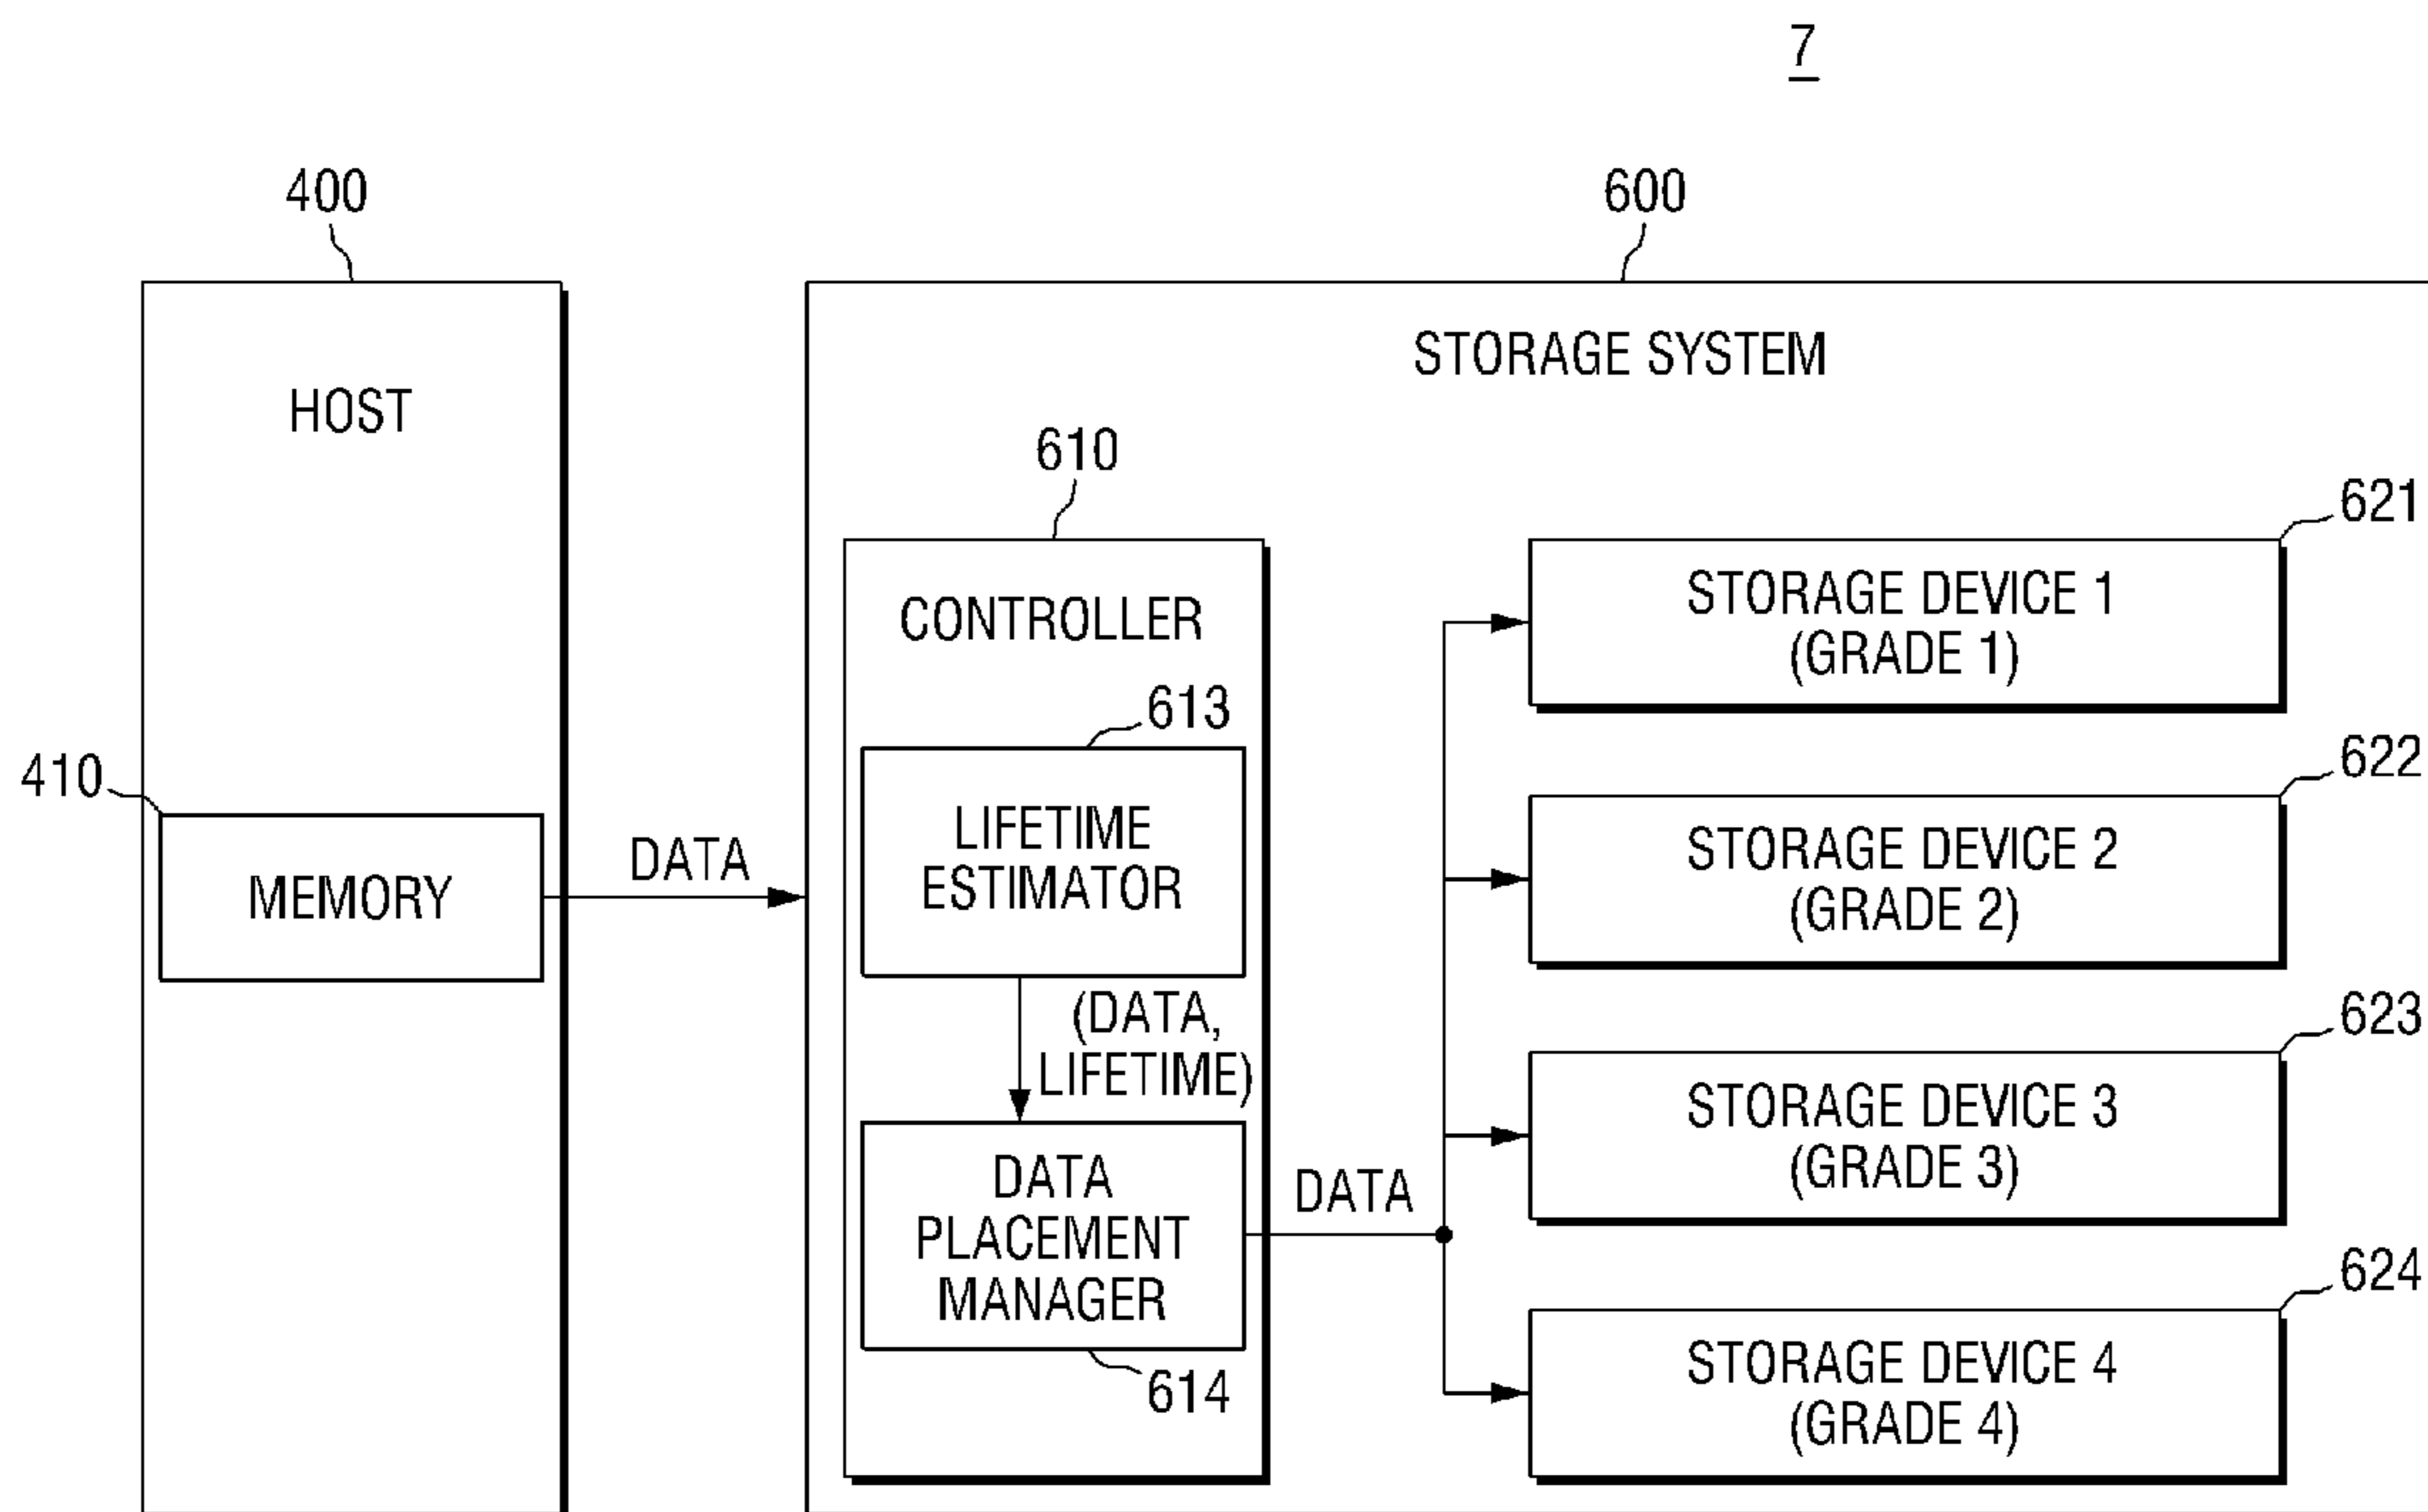 7
400
600
HOST
STORAGE SYSTEM
610
CONTROLLER
613
LIFETIME
ESTIMATOR
410
MEMORY
DATA
(DATA,
LIFETIME)
DATA
PLACEMENT
MANAGER
614
DATA
621
STORAGE DEVICE 1
(GRADE 1)
622
STORAGE DEVICE 2
(GRADE 2)
623
STORAGE DEVICE 3
(GRADE 3)
624
STORAGE DEVICE 4
(GRADE 4)